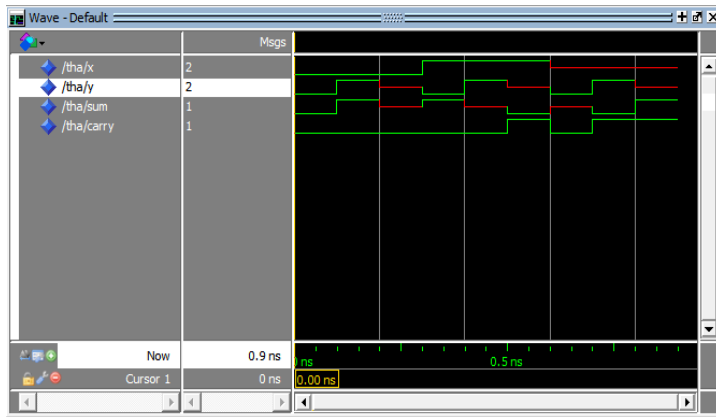 Wave - Default
Msgs
/tha/x 2
/tha/y 2
/tha/sum 1
/tha/carry 1
Now 0.9 ns
ns 0.5 ns
Cursor 1 0 ns 0.00 ns